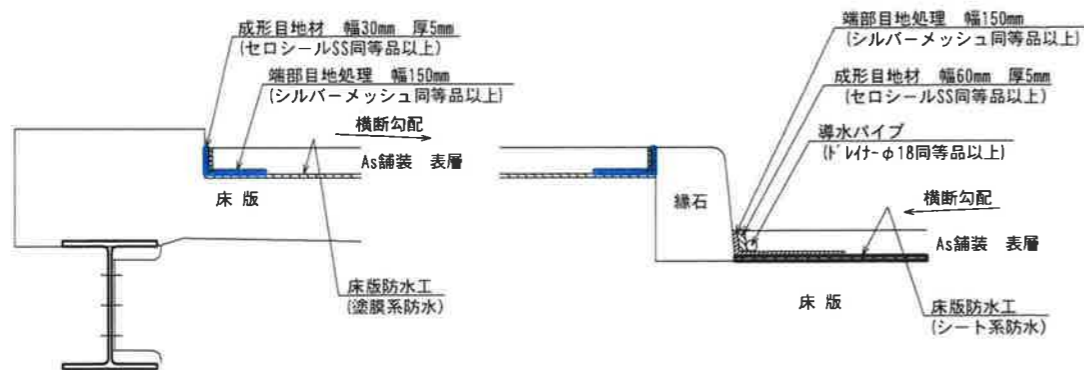 成形目地材　幅30mm　厚5mm
(セロシールSS同等品以上)
端部目地処理　幅150mm
(シルバーメッシュ同等品以上)
横断勾配
As舗装　表層
床 版
床版防水工
(塗膜系防水)
縁石
端部目地処理　幅150mm
(シルバーメッシュ同等品以上)
成形目地材　幅60mm　厚5mm
(セロシールSS同等品以上)
導水パイプ
(ﾄﾞﾚｲﾅｰφ18同等品以上)
横断勾配
As舗装　表層
床 版
床版防水工
(シート系防水)